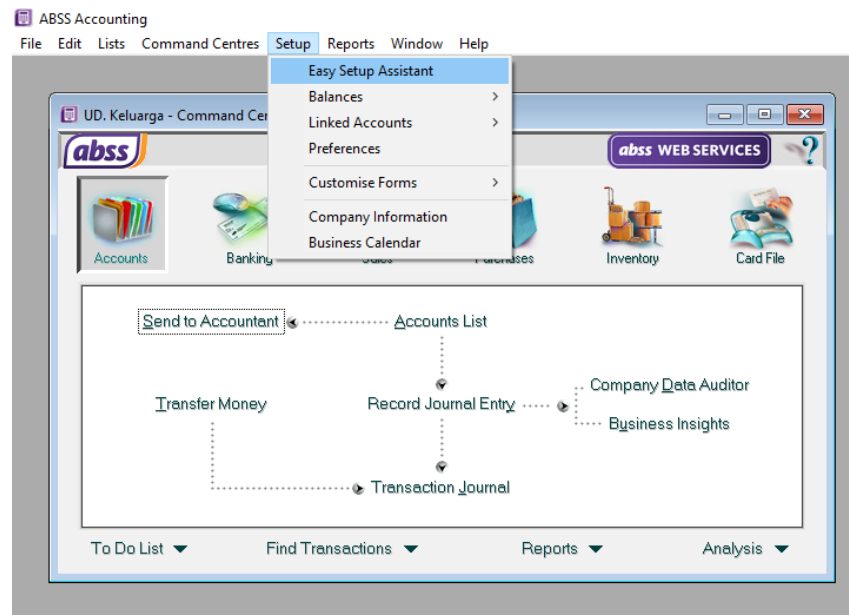 ABSS Accounting
File Edit Lists Command Centres Setup Reports Window Help
Easy Setup Assistant
Balances
Linked Accounts
Preferences
Customise Forms
Company Information
Business Calendar
UD. Keluarga - Command Cen
abss
abss WEB SERVICES
Accounts Banking Sales Purchases Inventory Card File
Send to Accountant Accounts List
Company Data Auditor
Transfer Money Record Journal Entry
Business Insights
Transaction Journal
To Do List Find Transactions Reports Analysis